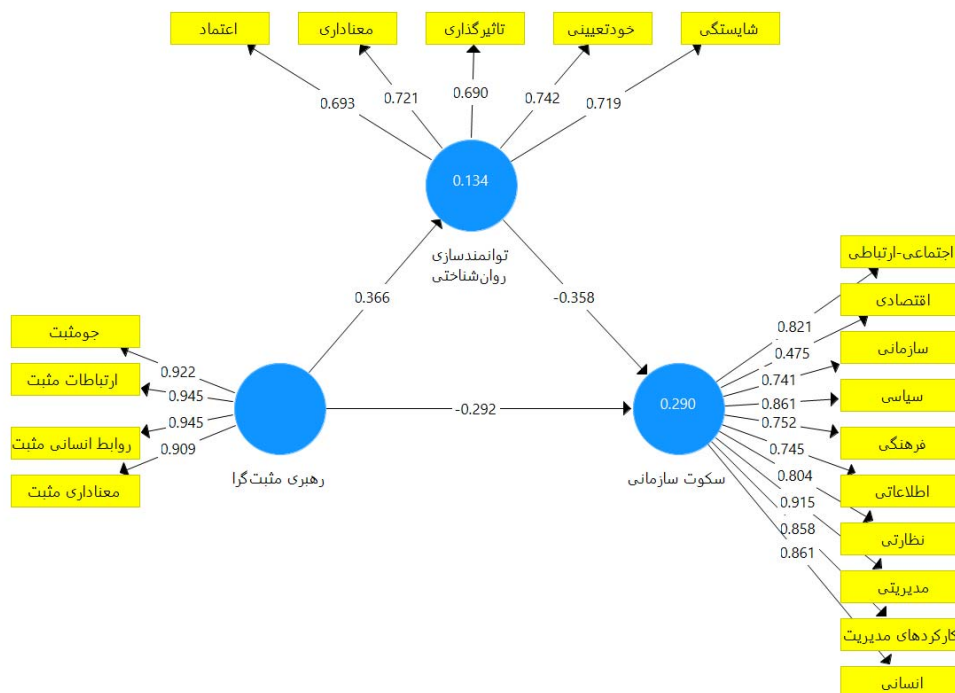 اعتماد
معناداری
تاثیرگذاری
خودتعیینی
شایستگی
0.693
0.721
0.690
0.742
0.719
0.134
توانمندسازی
روان‌شناختی
0.366
-0.358
جومثبت
ارتباطات مثبت
روابط انسانی مثبت
معناداری مثبت
0.922
0.945
0.945
0.909
رهبری مثبت‌گرا
-0.292
0.290
سکوت سازمانی
0.821
0.475
0.741
0.861
0.752
0.745
0.804
0.915
0.858
0.861
اجتماعی-ارتباطی
اقتصادی
سازمانی
سیاسی
فرهنگی
اطلاعاتی
نظارتی
مدیریتی
کارکردهای مدیریت
انسانی